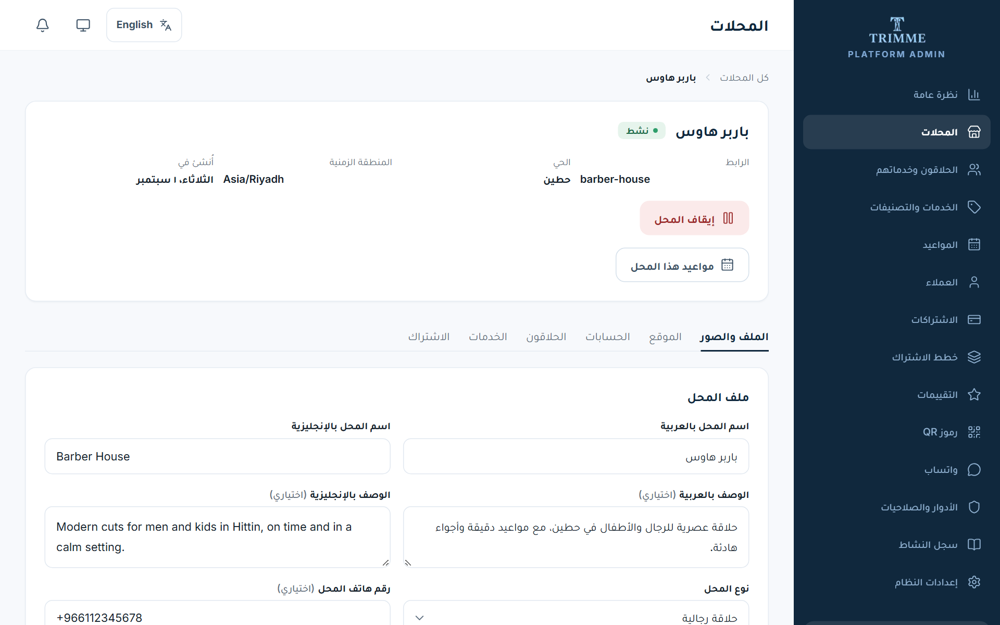 TRIMME
PLATFORM ADMIN
نظرة عامة
المحلات
الحلاقون وخدماتهم
الخدمات والتصنيفات
المواعيد
العملاء
الاشتراكات
خطط الاشتراك
التقييمات
رموز QR
واتساب
الأدوار والصلاحيات
سجل النشاط
إعدادات النظام
المحلات
English
كل المحلات
باربر هاوس
باربر هاوس
نشط
الرابط
barber-house
الحي
حطين
المنطقة الزمنية
Asia/Riyadh
أُنشئ في
الثلاثاء، ١ سبتمبر
إيقاف المحل
مواعيد هذا المحل
الملف والصور
الموقع
الحسابات
الحلاقون
الخدمات
الاشتراك
ملف المحل
اسم المحل بالعربية
باربر هاوس
اسم المحل بالإنجليزية
Barber House
الوصف بالعربية (اختياري)
حلاقة عصرية للرجال والأطفال في حطين، مع مواعيد دقيقة وأجواء
هادئة.
الوصف بالإنجليزية (اختياري)
Modern cuts for men and kids in Hittin, on time and in a
calm setting.
نوع المحل
حلاقة رجالية
رقم هاتف المحل (اختياري)
+966112345678